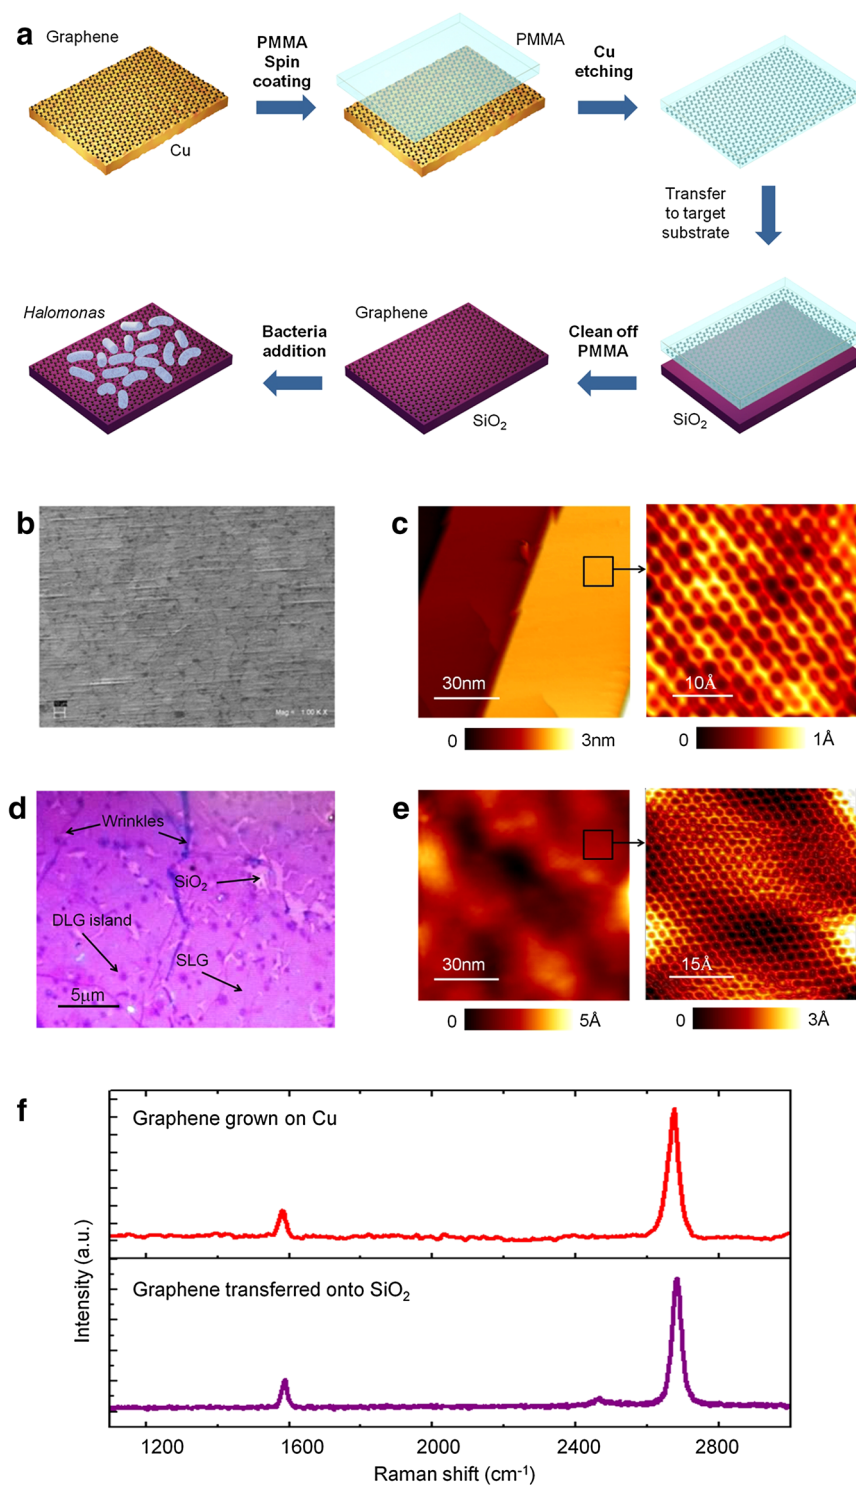 a
Graphene
Cu
PMMA
Spin
coating
PMMA
Cu
etching
Transfer
to target
substrate
Halomonas
Bacteria
addition
Graphene
SiO₂
Clean off
PMMA
SiO₂
b
Mag = 1.00 K X
c
30nm
0
3nm
10Å
0
1Å
d
Wrinkles
SiO₂
DLG island
SLG
5μm
e
30nm
0
5Å
15Å
0
3Å
f
Graphene grown on Cu
Graphene transferred onto SiO₂
Intensity (a.u.)
1200
1600
2000
2400
2800
Raman shift (cm⁻¹)